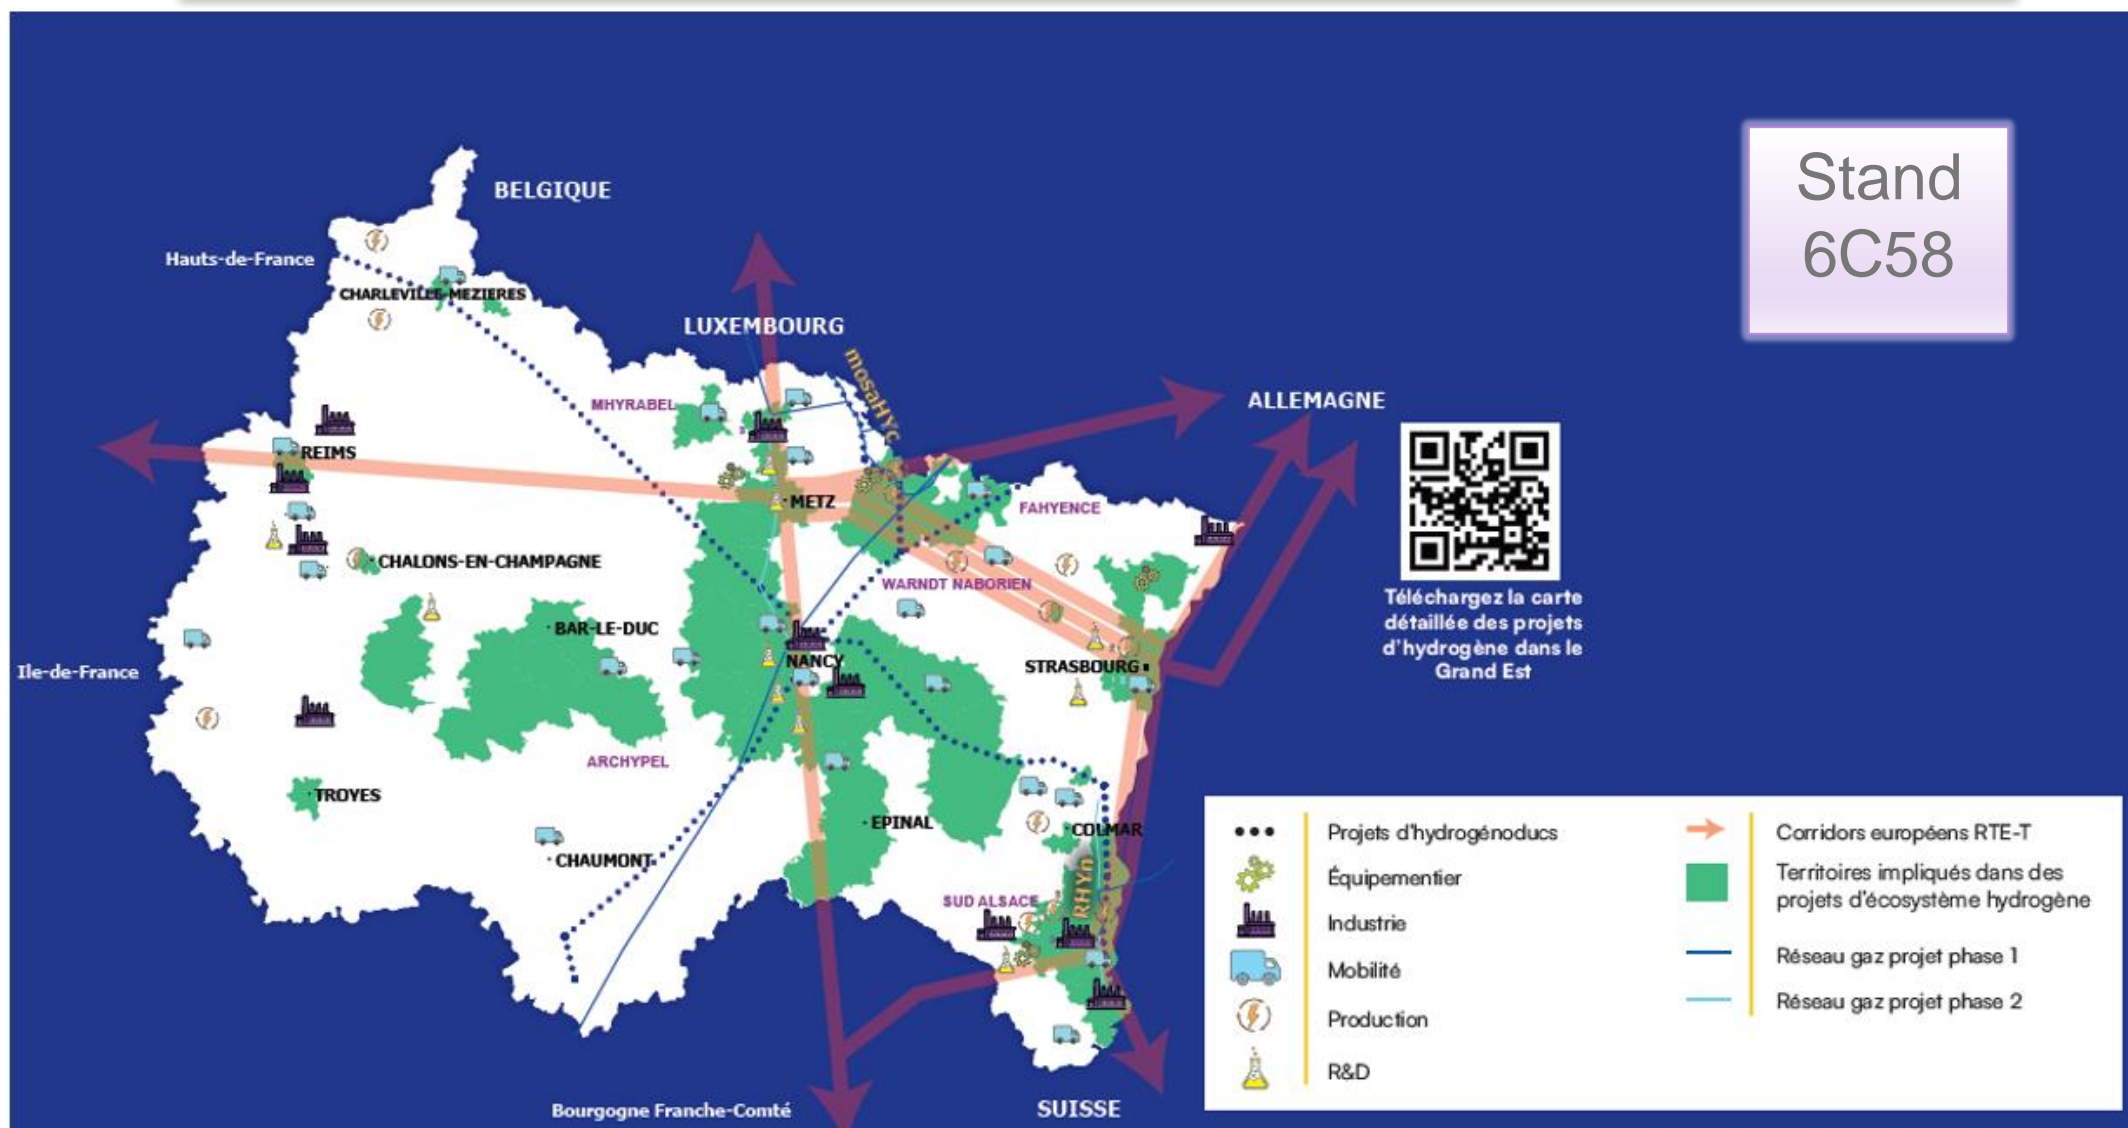 Stand
6C58
BELGIQUE
Hauts-de-France
CHARLEVILLE-MEZIERES
LUXEMBOURG
mosaHYc
MHYRABEL
ALLEMAGNE
REIMS
METZ
FAHYENCE
CHALONS-EN-CHAMPAGNE
WARNDT NABORIEN
Téléchargez la carte
détaillée des projets
d'hydrogène dans le
Grand Est
BAR-LE-DUC
NANCY
STRASBOURG
Ile-de-France
ARCHYPEL
TROYES
EPINAL
COLMAR
CHAUMONT
RHYn
SUD ALSACE
Bourgogne Franche-Comté
SUISSE
Projets d'hydrogénoducs
Équipementier
Industrie
Mobilité
Production
R&D
Corridors européens RTE-T
Territoires impliqués dans des
projets d'écosystème hydrogène
Réseau gaz projet phase 1
Réseau gaz projet phase 2